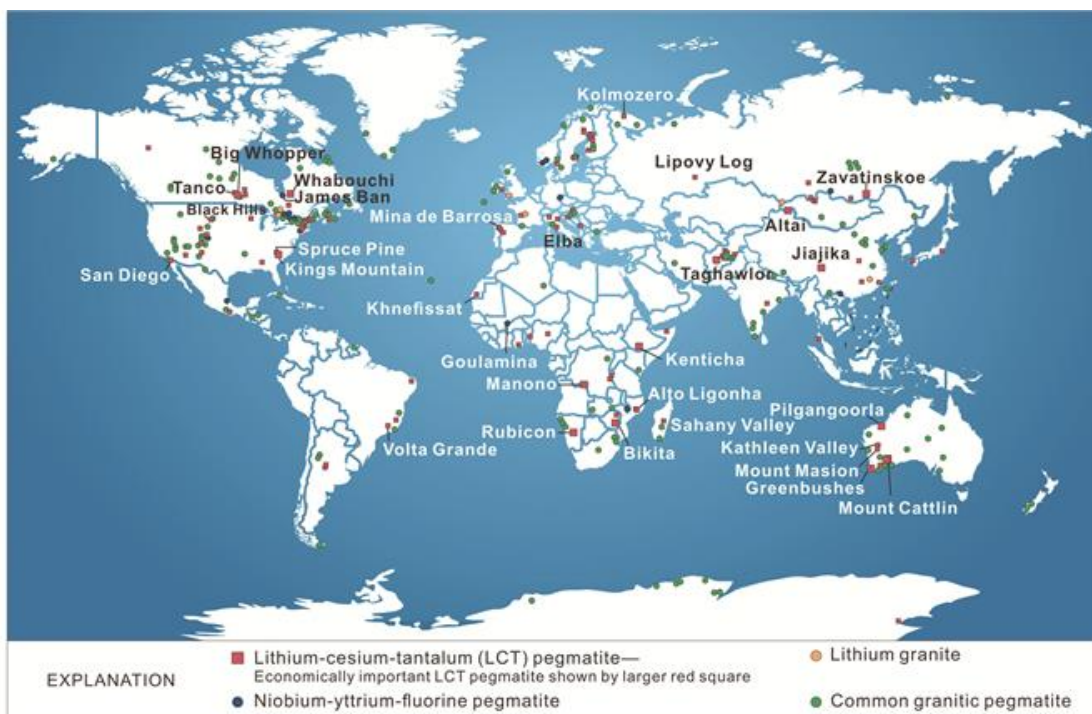 Kolmozero
Big Whopper
Lipovy Log
Zavatinskoe
Tanco
Whabouchi
James Ban
Black Hills
Mina de Barrosa
Altai
Elba
Spruce Pine
Jiajika
San Diego
Kings Mountain
Taghawlor
Khnefissat
Goulamina
Kenticha
Manono
Alto Ligonha
Pilgangoorla
Sahany Valley
Rubicon
Volta Grande
Kathleen Valley
Bikita
Mount Masion
Greenbushes
Mount Cattlin
EXPLANATION
Lithium-cesium-tantalum (LCT) pegmatite—
Economically important LCT pegmatite shown by larger red square
Niobium-yttrium-fluorine pegmatite
Lithium granite
Common granitic pegmatite